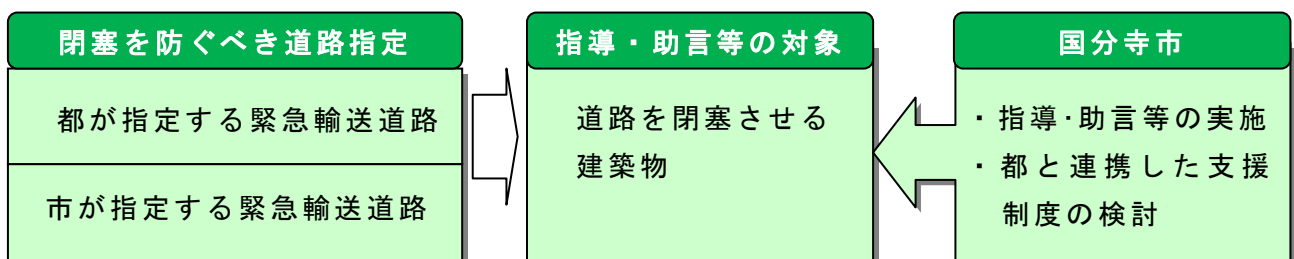 閉塞を防ぐべき道路指定
都が指定する緊急輸送道路
市が指定する緊急輸送道路
指導・助言等の対象
道路を閉塞させる
建築物
国分寺市
・指導・助言等の実施
・都と連携した支援
制度の検討